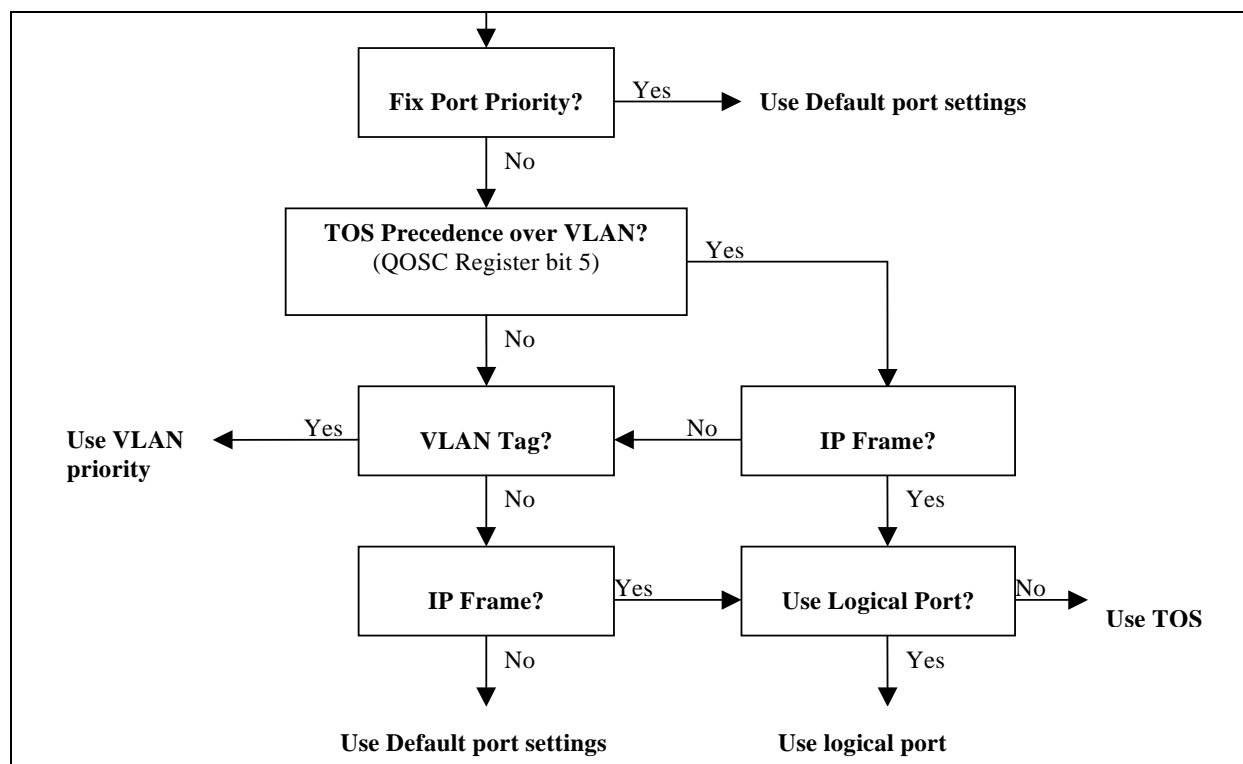 Fix Port Priority?
Yes
Use Default port settings
No
TOS Precedence over VLAN?
(QOSC Register bit 5)
Yes
No
Use VLAN
priority
Yes
VLAN Tag?
No
IP Frame?
No
Yes
IP Frame?
Yes
Use Logical Port?
No
Use TOS
No
Yes
Use Default port settings
Use logical port